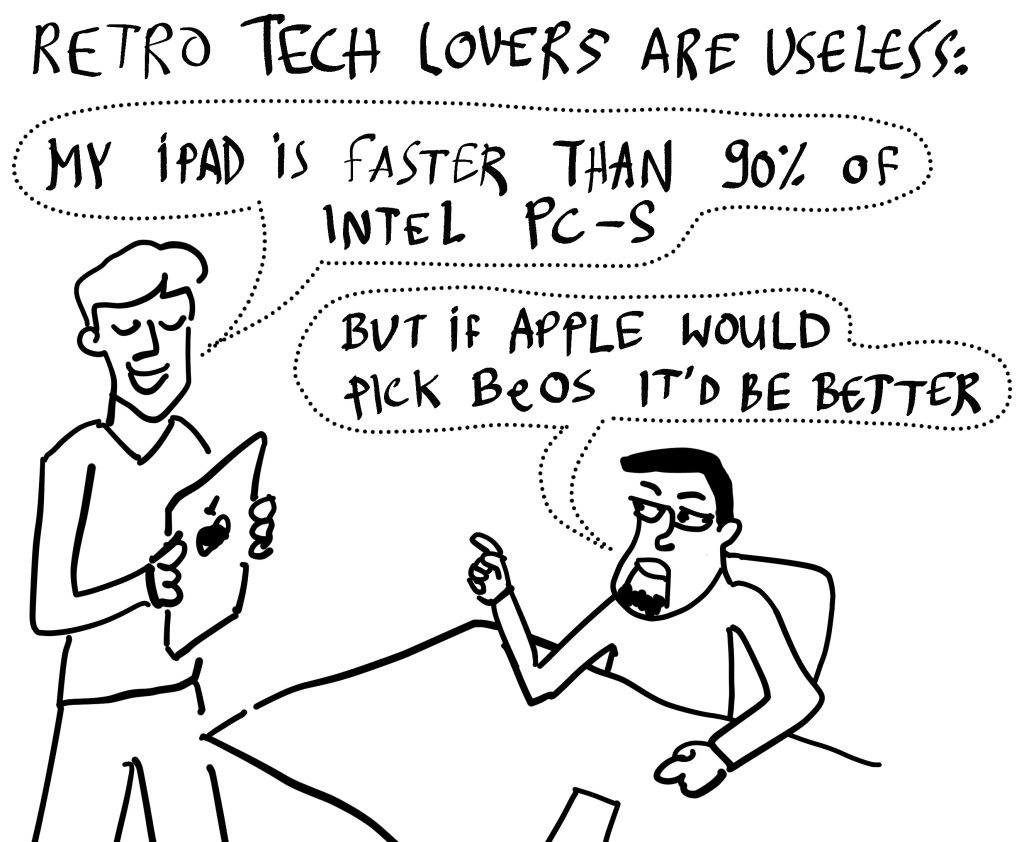 RETRO TECH LOVERS ARE USELESS:
MY iPAD iS FASTER THAN 90% OF
INTEL PC-S
BUT iF APPLE WOULD
PICK BeOS IT'D BE BETTER